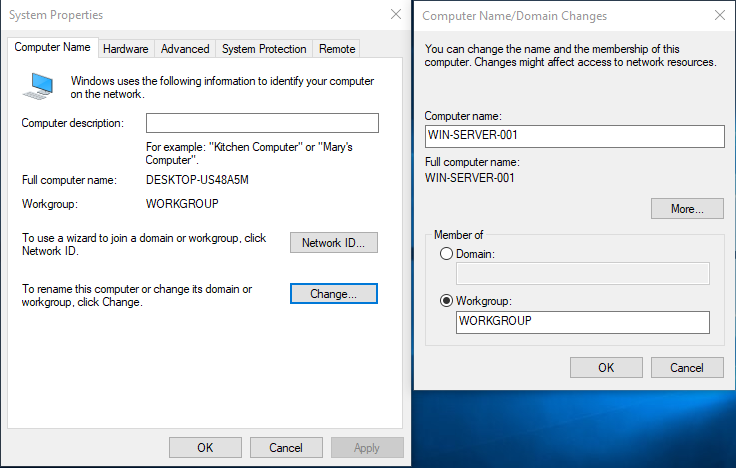 System Properties
Computer Name
Hardware
Advanced
System Protection
Remote
Windows uses the following information to identify your computer
on the network.
Computer description:
For example: "Kitchen Computer" or "Mary's
Computer".
Full computer name:
DESKTOP-US48A5M
Workgroup:
WORKGROUP
To use a wizard to join a domain or workgroup, click
Network ID.
Network ID...
To rename this computer or change its domain or
workgroup, click Change.
Change...
OK
Cancel
Apply
Computer Name/Domain Changes
You can change the name and the membership of this
computer. Changes might affect access to network resources.
Computer name:
WIN-SERVER-001
Full computer name:
WIN-SERVER-001
More...
Member of
Domain:
Workgroup:
WORKGROUP
OK
Cancel